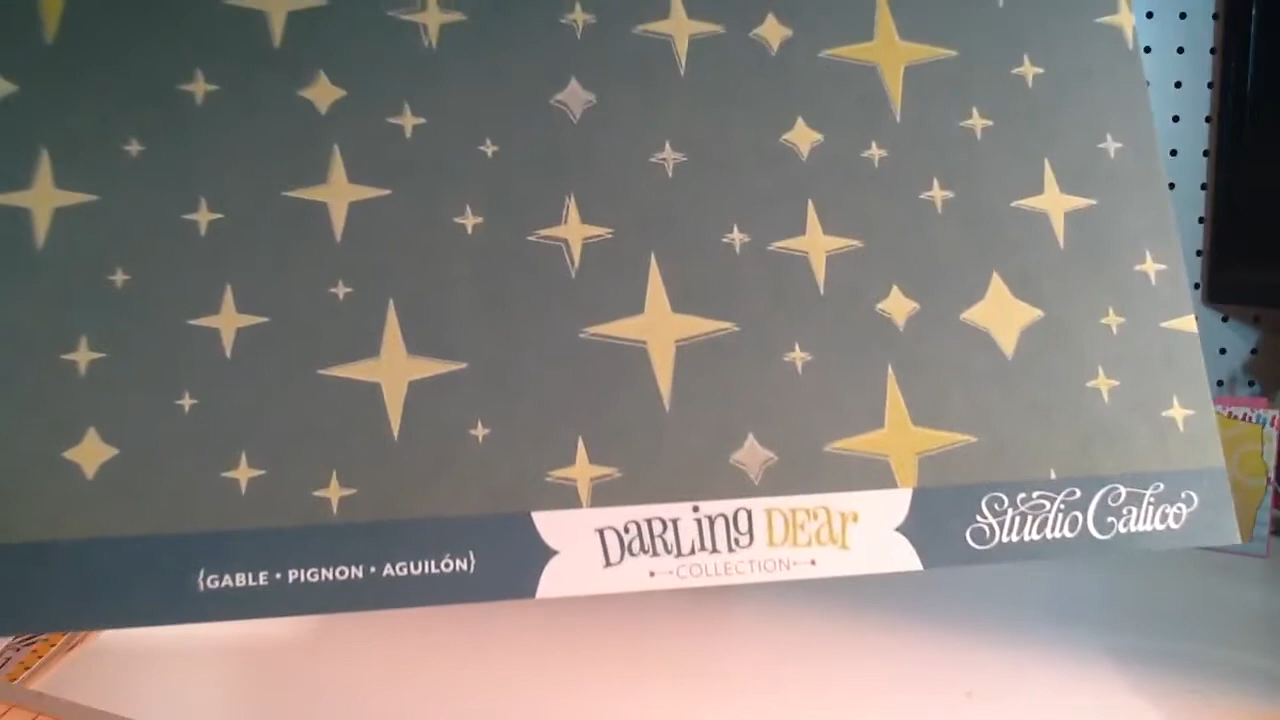 {GABLE • PIGNON • AGUILÓN}
DARLING DEAR
COLLECTION
Studio Calico